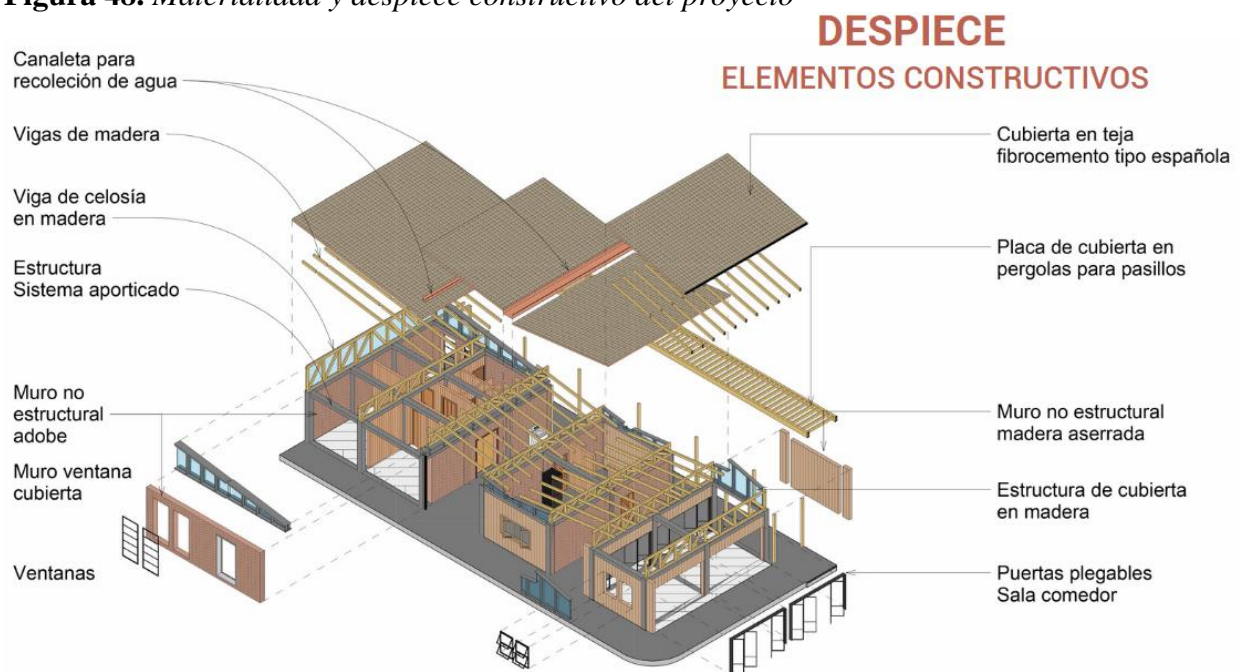 Figura 48. Materialidad y despiece constructivo del proyecto
DESPIECE
ELEMENTOS CONSTRUCTIVOS
Canaleta para
recoleción de agua
Vigas de madera
Viga de celosía
en madera
Estructura
Sistema aporticado
Muro no
estructural
adobe
Muro ventana
cubierta
Ventanas
Cubierta en teja
fibrocemento tipo española
Placa de cubierta en
pergolas para pasillos
Muro no estructural
madera aserrada
Estructura de cubierta
en madera
Puertas plegables
Sala comedor